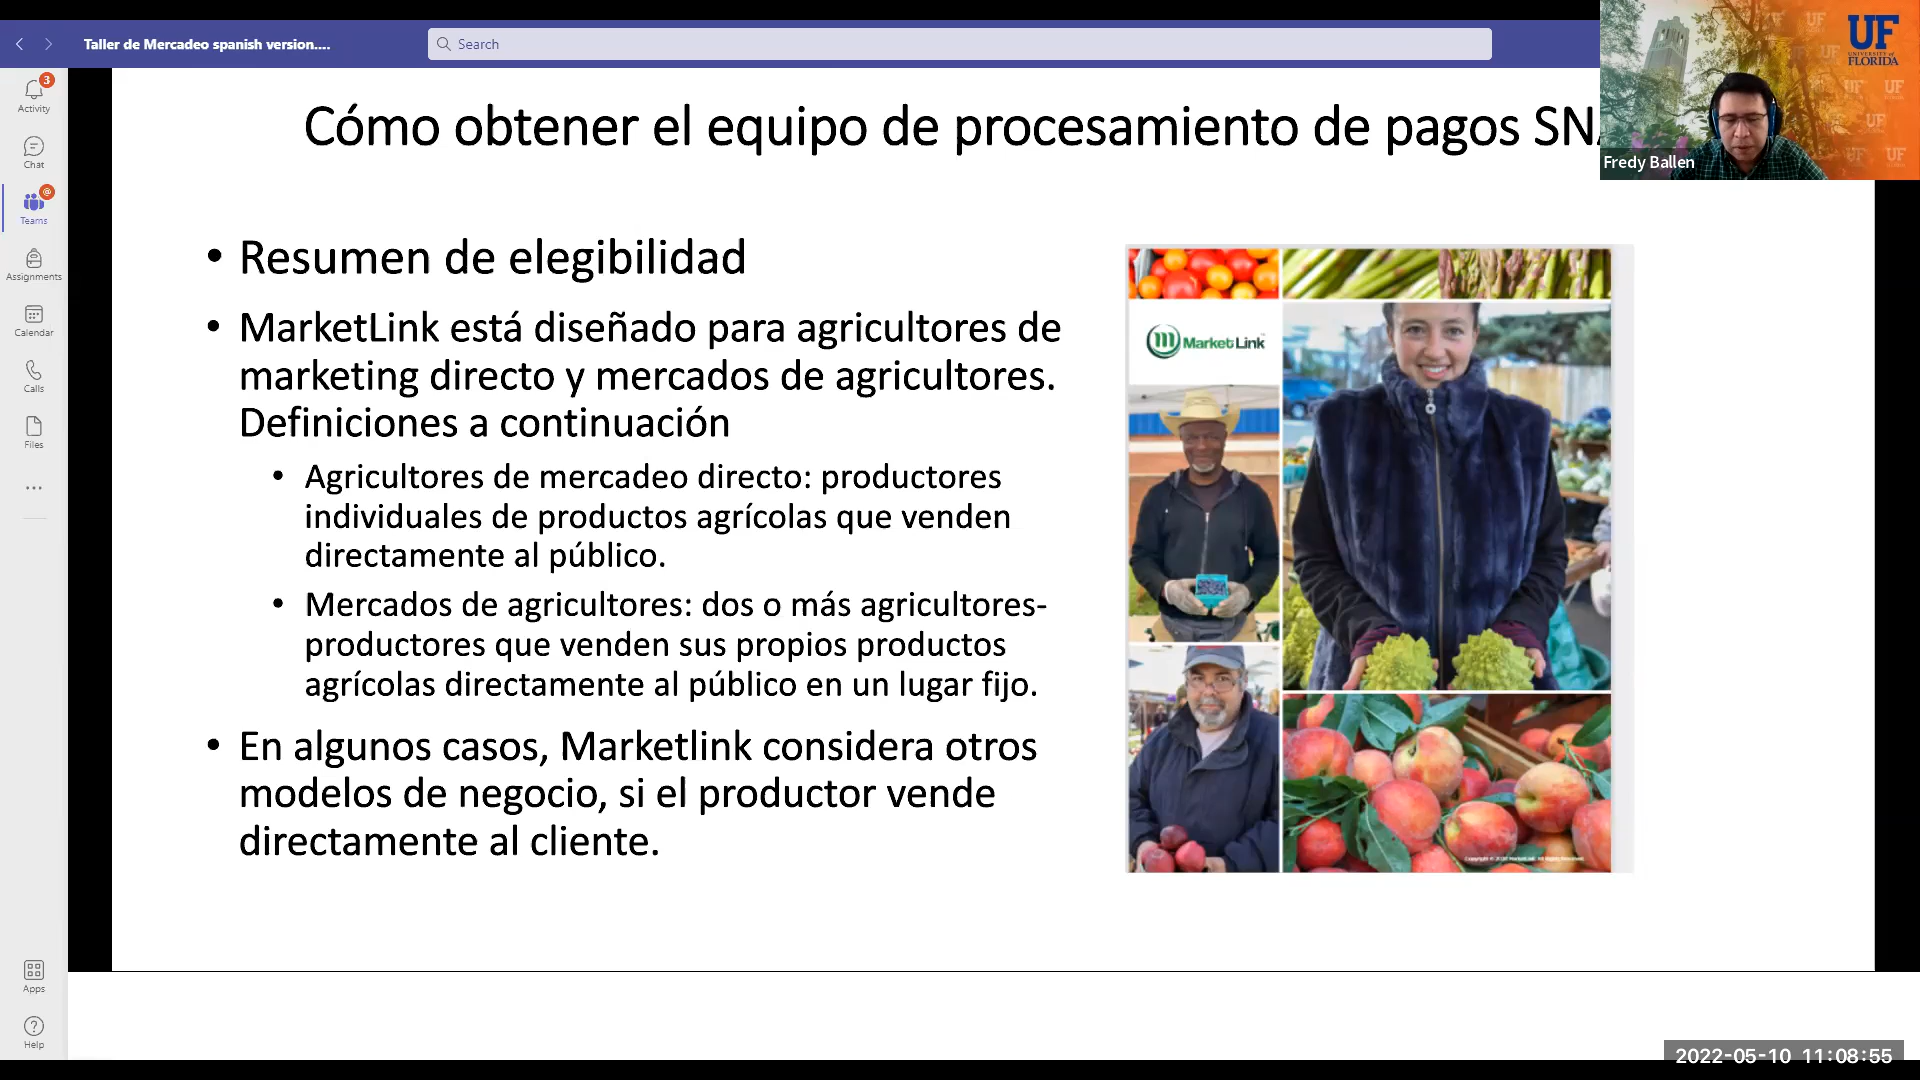 Taller de Mercadeo spanish version....
Search
UF
UNIVERSITY of
FLORIDA
Fredy Ballen
3
Activity
Chat
@
Teams
Assignments
Calendar
Calls
Files
...
Apps
Help
Cómo obtener el equipo de procesamiento de pagos SN
• Resumen de elegibilidad
• MarketLink está diseñado para agricultores de
marketing directo y mercados de agricultores.
Definiciones a continuación
• Agricultores de mercadeo directo: productores
individuales de productos agrícolas que venden
directamente al público.
• Mercados de agricultores: dos o más agricultores-
productores que venden sus propios productos
agrícolas directamente al público en un lugar fijo.
• En algunos casos, Marketlink considera otros
modelos de negocio, si el productor vende
directamente al cliente.
MarketLink
2022-05-10 11:08:55